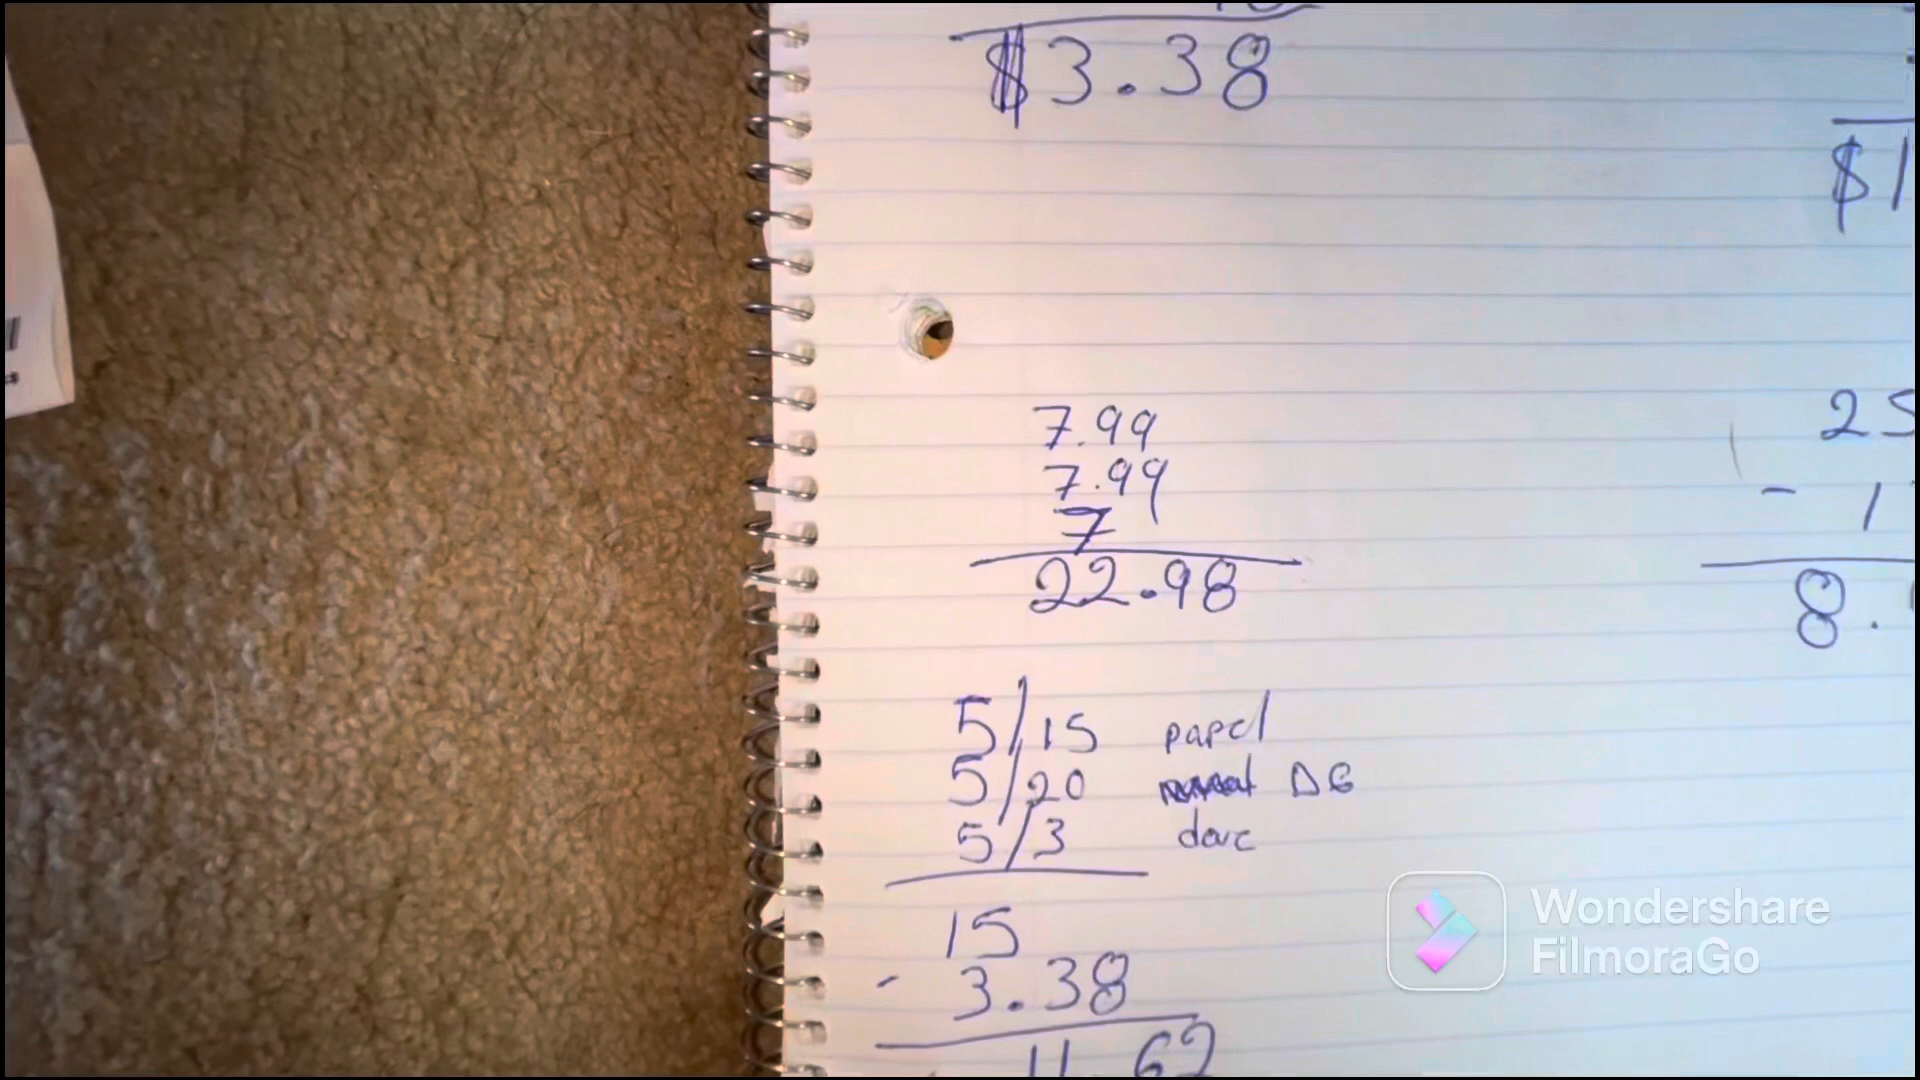 $3.38
$1
7.99
7.99
7
22.98
25
- 1
8.
5/15 papel
5/20 DG
5/3 dove
15
- 3.38
11.62
Wondershare
FilmoraGo